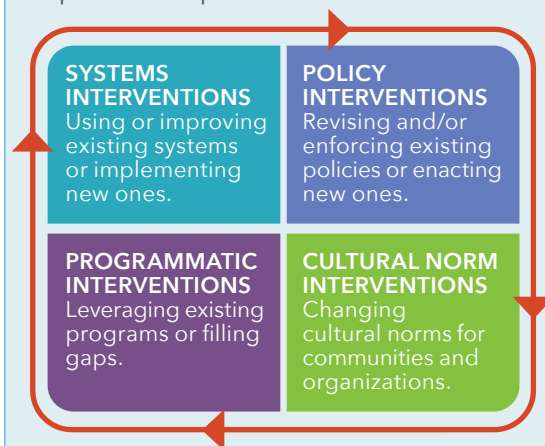 SYSTEMS
INTERVENTIONS
Using or improving
existing systems
or implementing
new ones.
POLICY
INTERVENTIONS
Revising and/or
enforcing existing
policies or enacting
new ones.
PROGRAMMATIC
INTERVENTIONS
Leveraging existing
programs or filling
gaps.
CULTURAL NORM
INTERVENTIONS
Changing
cultural norms for
communities and
organizations.